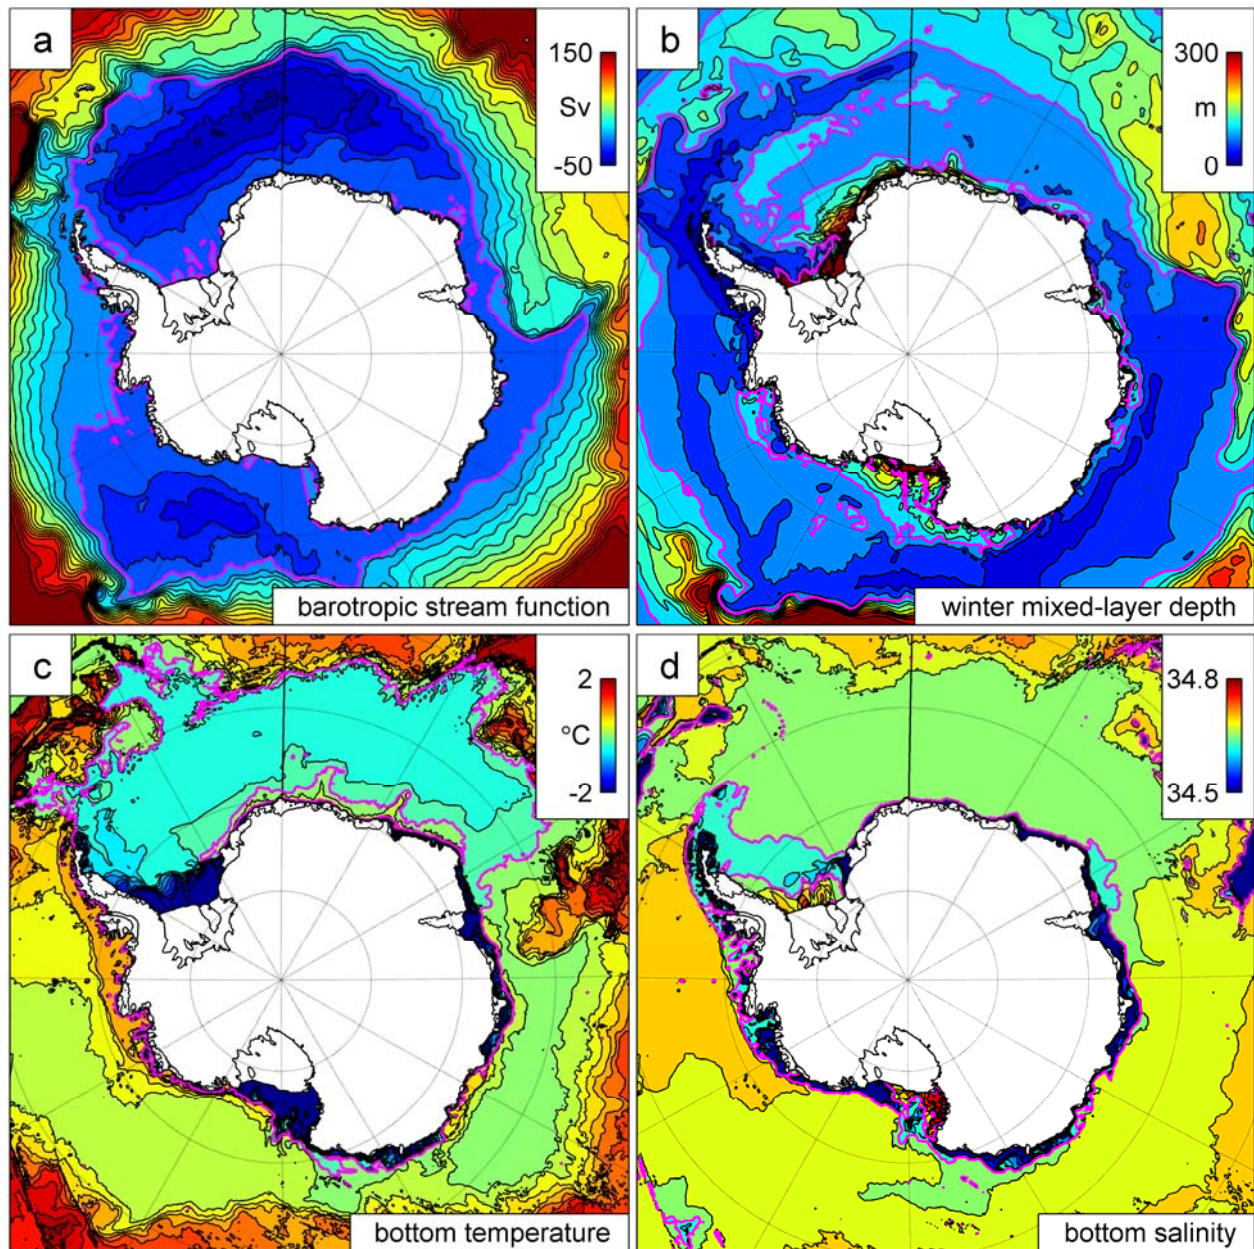 a
150
Sv
-50
barotropic stream function
b
300
m
0
winter mixed-layer depth
c
2
°C
-2
bottom temperature
d
34.8
34.5
bottom salinity